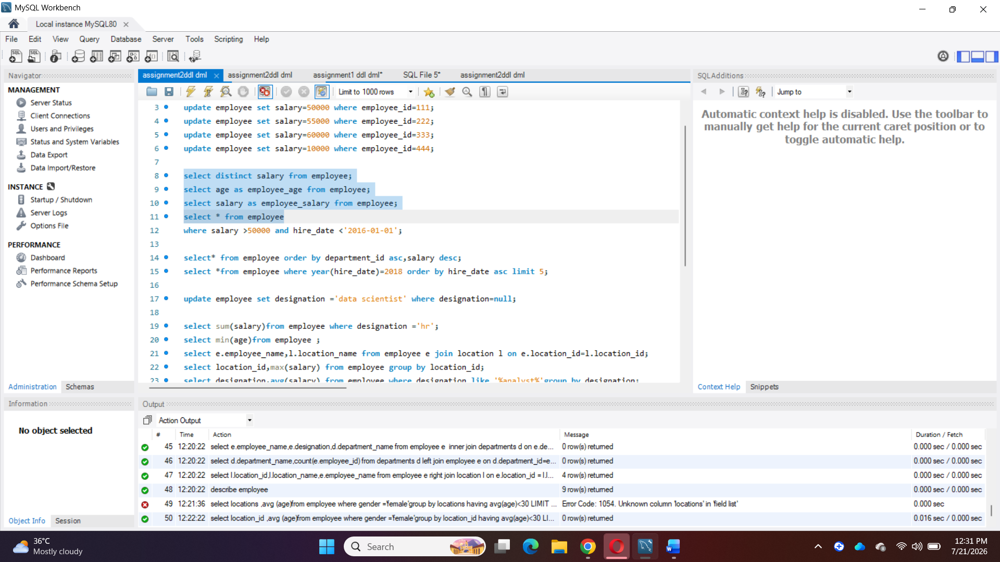 MySQL Workbench
Local instance MySQL80
File Edit View Query Database Server Tools Scripting Help
Navigator
MANAGEMENT
Server Status
Client Connections
Users and Privileges
Status and System Variables
Data Export
Data Import/Restore
INSTANCE
Startup / Shutdown
Server Logs
Options File
PERFORMANCE
Dashboard
Performance Reports
Performance Schema Setup
Administration Schemas
Information
No object selected
Object Info Session
assignment2ddl dml assignment2ddl dml assignment1 ddl dml* SQL File 5* assignment2ddl dml
Limit to 1000 rows
3 update employee set salary=50000 where employee_id=111;
4 update employee set salary=55000 where employee_id=222;
5 update employee set salary=60000 where employee_id=333;
6 update employee set salary=10000 where employee_id=444;
7
8 select distinct salary from employee;
9 select age as employee_age from employee;
10 select salary as employee_salary from employee;
11 select * from employee
12 where salary >50000 and hire_date <'2016-01-01';
13
14 select* from employee order by department_id asc,salary desc;
15 select *from employee where year(hire_date)=2018 order by hire_date asc limit 5;
16
17 update employee set designation ='data scientist' where designation=null;
18
19 select sum(salary)from employee where designation ='hr';
20 select min(age)from employee ;
21 select e.employee_name,l.location_name from employee e join location l on e.location_id=l.location_id;
22 select location_id,max(salary) from employee group by location_id;
23 select designation,avg(salary) from employee where designation like '%analyst%'group by designation;
SQLAdditions
Jump to
Automatic context help is disabled. Use the toolbar to
manually get help for the current caret position or to
toggle automatic help.
Context Help Snippets
Output
Action Output
# Time Action Message Duration / Fetch
45 12:20:22 select e.employee_name,e.designation,d.department_name from employee e  inner join departments d on e.de... 0 row(s) returned 0.000 sec / 0.000 sec
46 12:20:22 select d.department_name,count(e.employee_id) from departments d left join employee e on d.department_id=e... 0 row(s) returned 0.000 sec / 0.000 sec
47 12:20:22 select l.location_id,l.location_name,e.employee_name from employee e right join location l on e.location_id = l.l... 4 row(s) returned 0.000 sec / 0.000 sec
48 12:20:22 describe employee 9 row(s) returned 0.000 sec / 0.000 sec
49 12:21:36 select locations ,avg (age)from employee where gender ='female'group by locations having avg(age)<30 LIMIT ... Error Code: 1054. Unknown column 'locations' in 'field list' 0.000 sec
50 12:22:22 select location_id ,avg (age)from employee where gender ='female'group by location_id having avg(age)<30 LI... 0 row(s) returned 0.016 sec / 0.000 sec
36°C
Mostly cloudy
Search
12:31 PM
7/21/2026